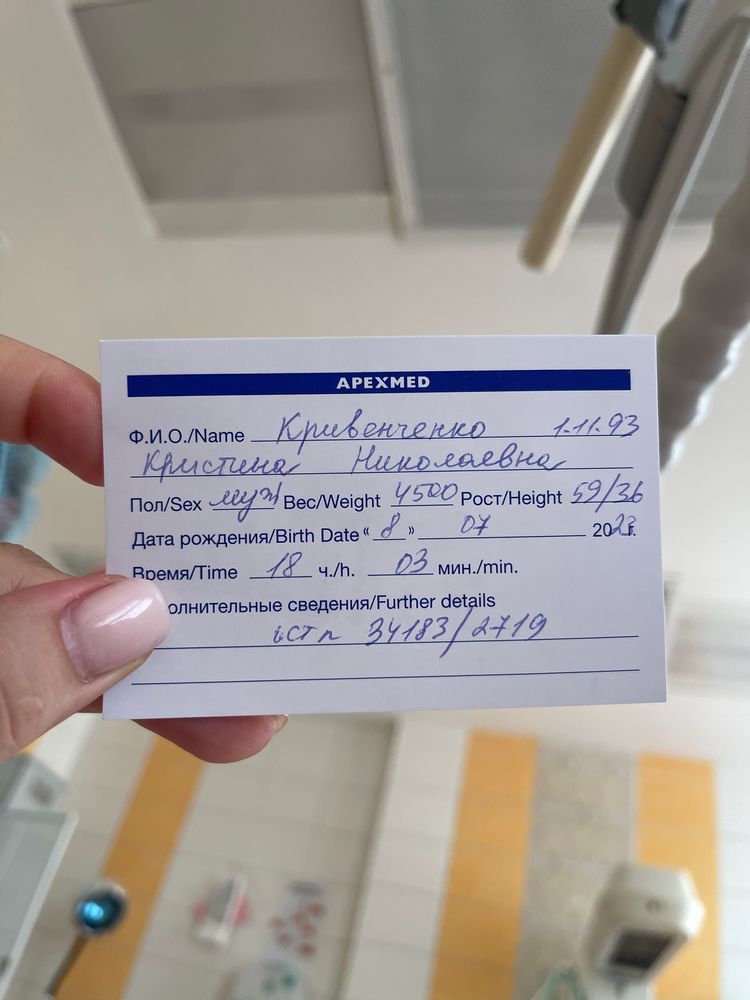 APEXMED
Ф.И.О./Name Кривенченко 1.11.93
Кристина Николаевна
Пол/Sex муж Вес/Weight 4500 Рост/Height 59/36
Дата рождения/Birth Date “ 8 ” 07 2023г.
Время/Time 18 ч./h. 03 мин./min.
олнительные сведения/Further details
ист л 34183/2719